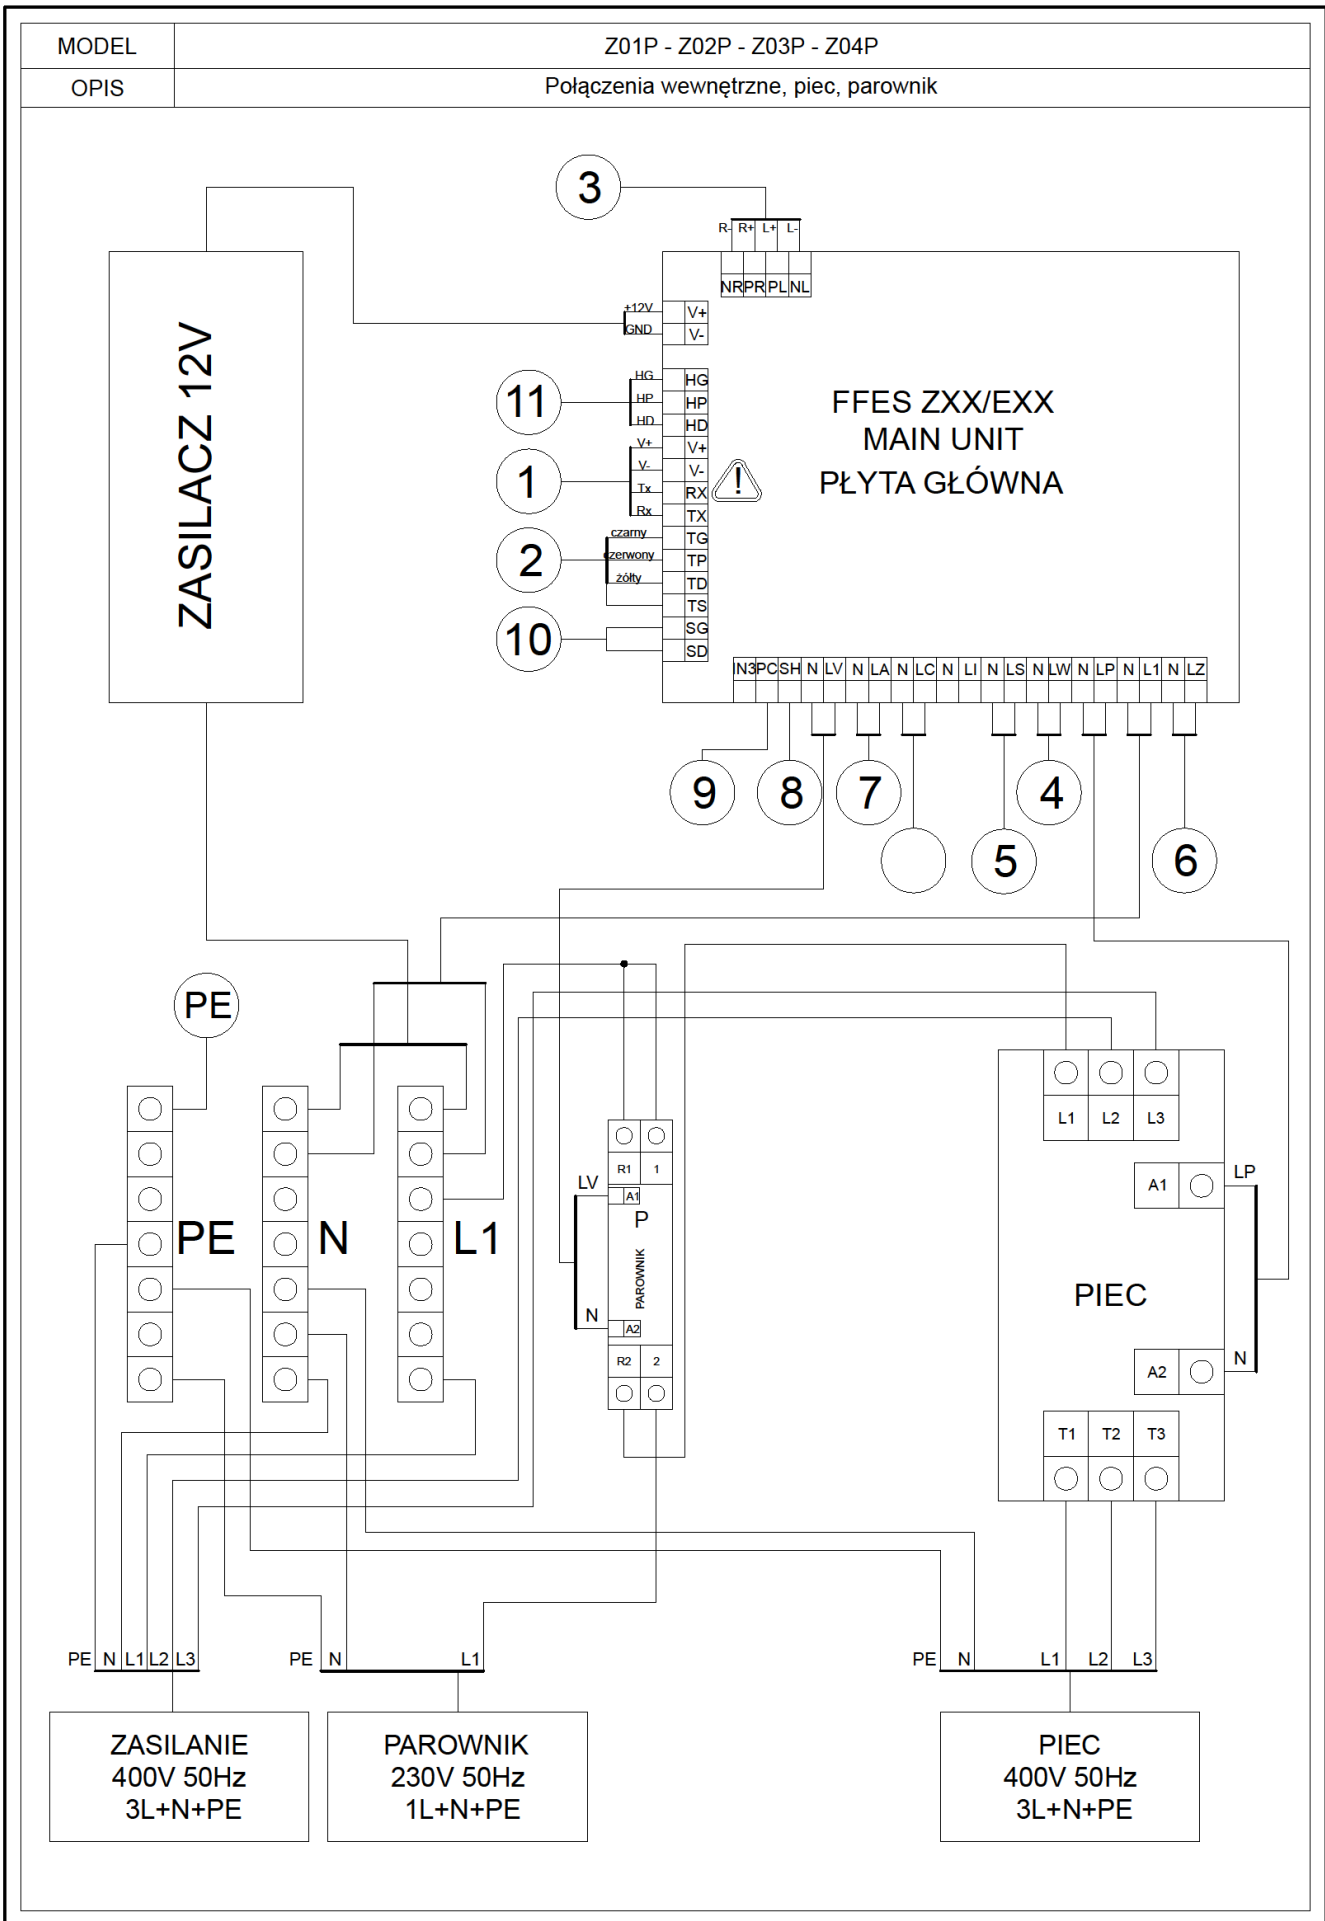 MODEL
Z01P - Z02P - Z03P - Z04P
OPIS
Połączenia wewnętrzne, piec, parownik
3
R- R+ L+ L-
NR PR PL NL
ZASILACZ 12V
+12V
GND
V+
V-
11
HG
HP
HD
HG
HP
HD
1
V+
V-
Tx
Rx
V+
V-
RX
TX
!
2
czarny
czerwony
żółty
TG
TP
TD
TS
10
SG
SD
FFES ZXX/EXX
MAIN UNIT
PŁYTA GŁÓWNA
IN3 PC SH N LV N LA N LC N LI N LS N LW N LP N L1 N LZ
9
8
7
4
5
6
PE
PE
N
L1
R1 1
LV
A1
P
PAROWNIK
N
A2
R2 2
L1 L2 L3
A1
LP
PIEC
A2
N
T1 T2 T3
PE N L1 L2 L3
PE N L1
PE N L1 L2 L3
ZASILANIE
400V 50Hz
3L+N+PE
PAROWNIK
230V 50Hz
1L+N+PE
PIEC
400V 50Hz
3L+N+PE